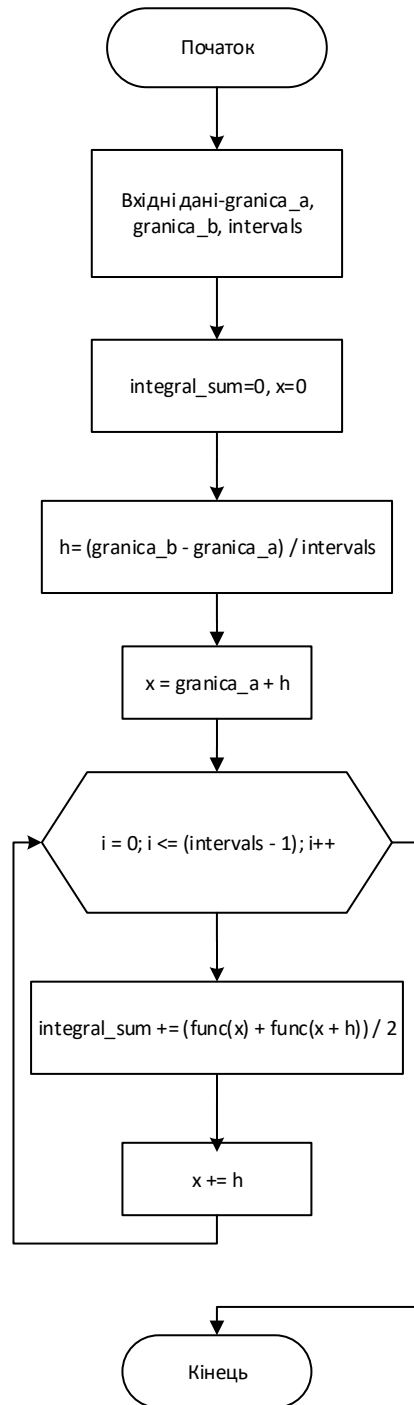 Початок
Вхідні дані-granica_a,
granica_b, intervals
integral_sum=0, x=0
h= (granica_b - granica_a) / intervals
x = granica_a + h
i = 0; i <= (intervals - 1); i++
integral_sum += (func(x) + func(x + h)) / 2
x += h
Кінець